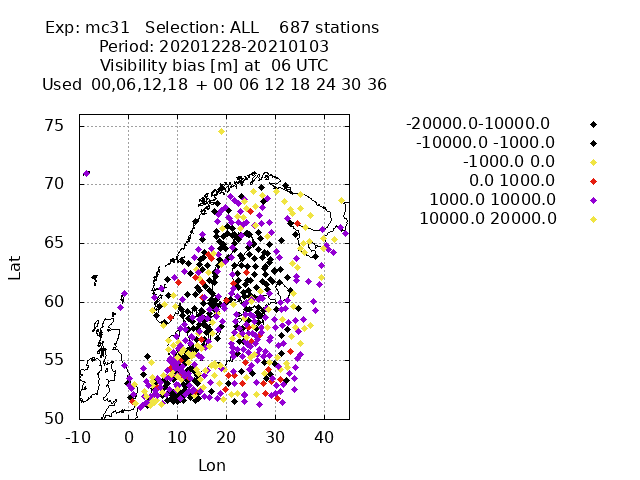 Exp: mc31 Selection: ALL 687 stations
Period: 20201228-20210103
Visibility bias [m] at 06 UTC
Used 00,06,12,18 + 00 06 12 18 24 30 36
-20000.0-10000.0
-10000.0 -1000.0
-1000.0 0.0
0.0 1000.0
1000.0 10000.0
10000.0 20000.0
75
70
65
60
55
50
Lat
-10 0 10 20 30 40
Lon